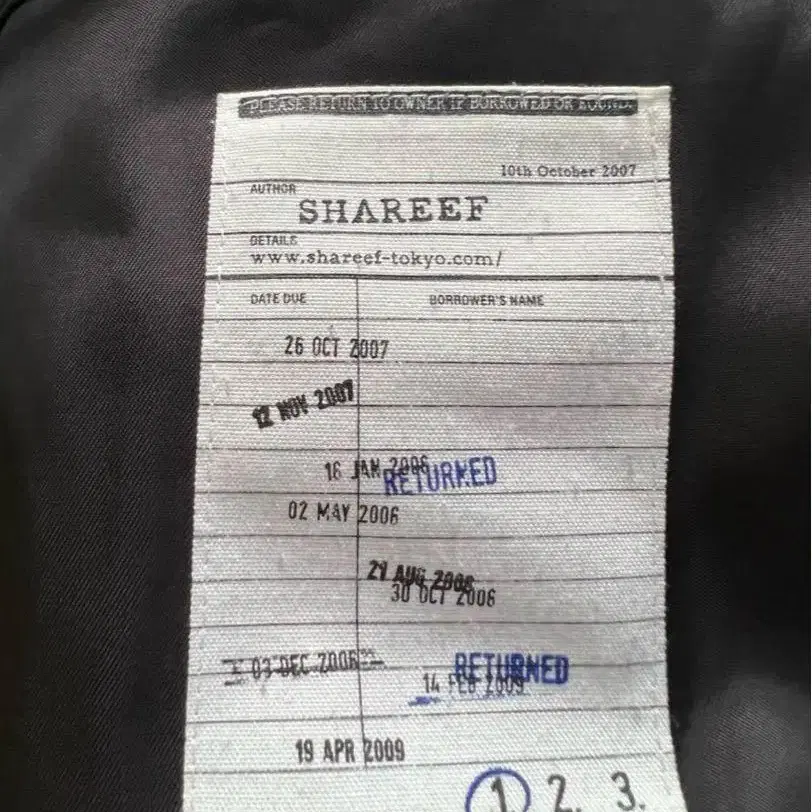 PLEASE RETURN TO OWNER IF BORROWED OR FOUND.
10th October 2007
AUTHOR
SHAREEF
DETAILS
www.shareef-tokyo.com/
DATE DUE BORROWER'S NAME
26 OCT 2007
12 NOV 2007
16 JAN 2006
RETURNED
02 MAY 2006
21 AUG 2006
30 OCT 2006
03 DEC 2006
RETURNED
14 FEB 2009
19 APR 2009
1. 2. 3.